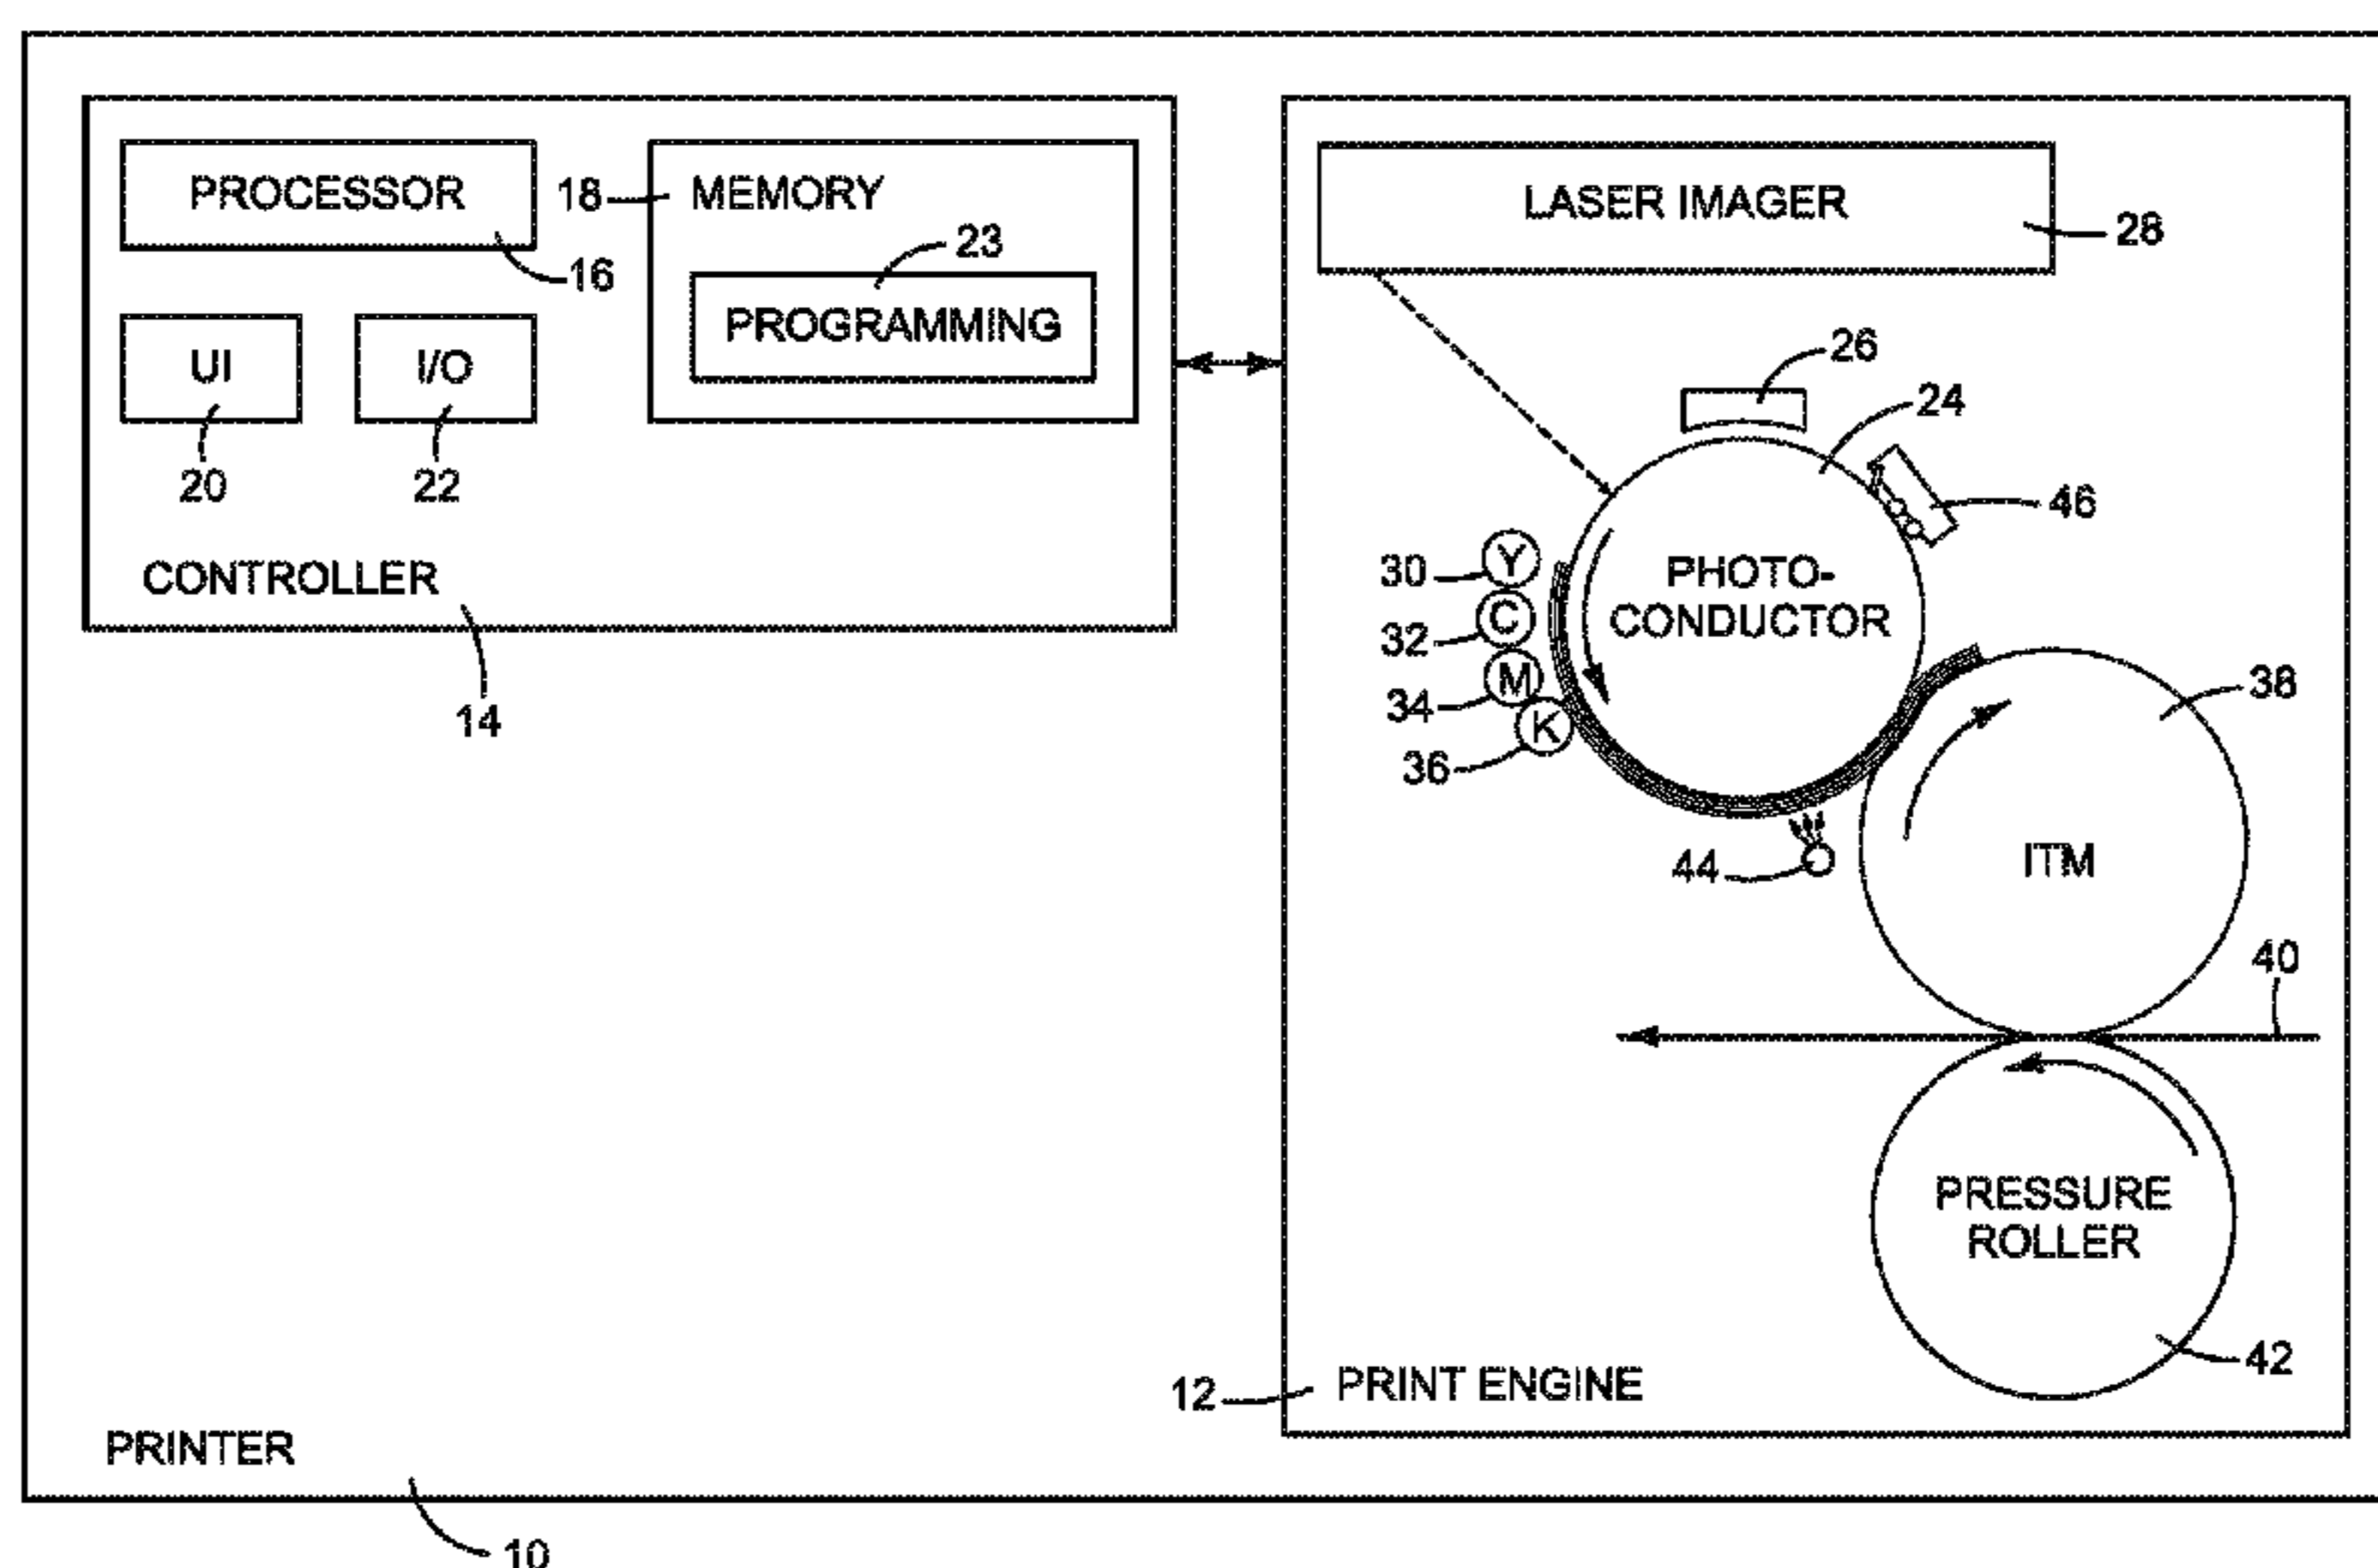 PROCESSOR
16
18
MEMORY
23
PROGRAMMING
UI
20
I/O
22
CONTROLLER
14
LASER IMAGER
28
26
24
46
PHOTO-
CONDUCTOR
30
Y
32
C
34
M
36
K
38
ITM
44
40
PRESSURE
ROLLER
42
12
PRINT ENGINE
PRINTER
10